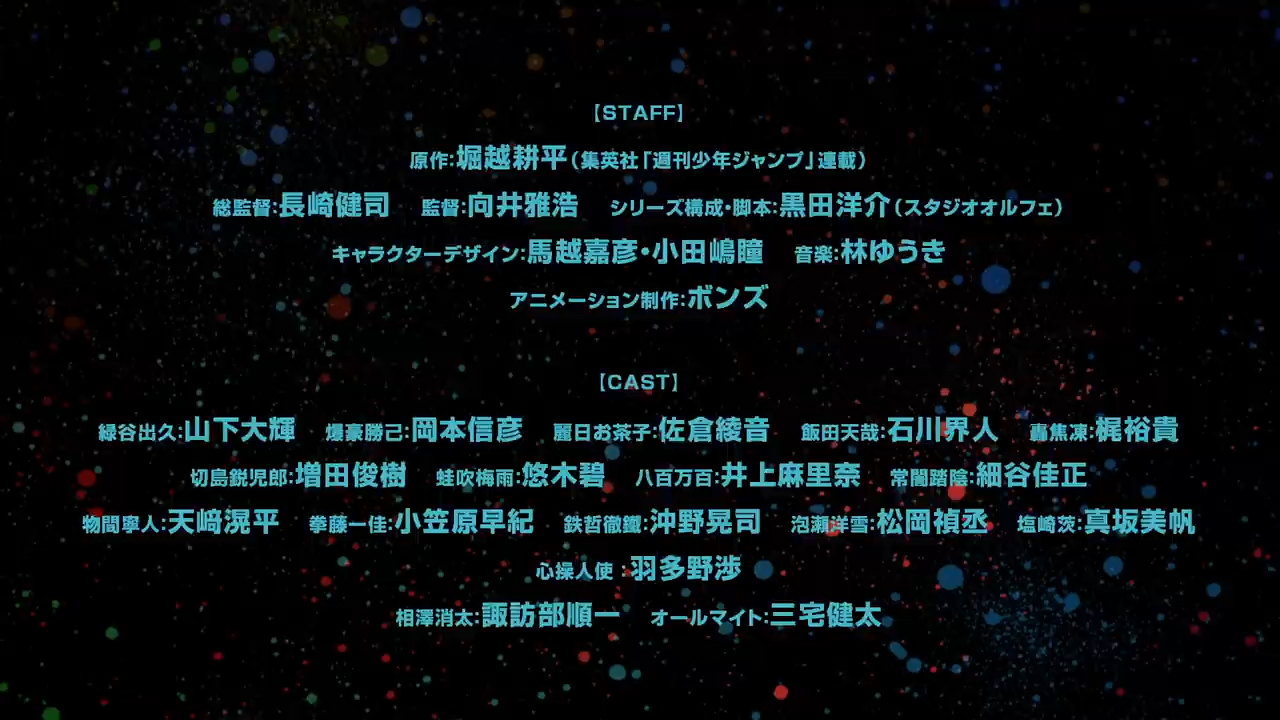 【STAFF】
原作:堀越耕平(集英社「週刊少年ジャンプ」連載)
総監督:長崎健司 監督:向井雅浩 シリーズ構成・脚本:黒田洋介(スタジオオルフェ)
キャラクターデザイン:馬越嘉彦・小田嶋瞳 音楽:林ゆうき
アニメーション制作:ボンズ
【CAST】
緑谷出久:山下大輝 爆豪勝己:岡本信彦 麗日お茶子:佐倉綾音 飯田天哉:石川界人 轟焦凍:梶裕貴
切島鋭児郎:増田俊樹 蛙吹梅雨:悠木碧 八百万百:井上麻里奈 常闇踏陰:細谷佳正
物間寧人:天﨑滉平 拳藤一佳:小笠原早紀 鉄哲徹鐵:沖野晃司 泡瀬洋雪:松岡禎丞 塩崎茨:真坂美帆
心操人使:羽多野渉
相澤消太:諏訪部順一 オールマイト:三宅健太